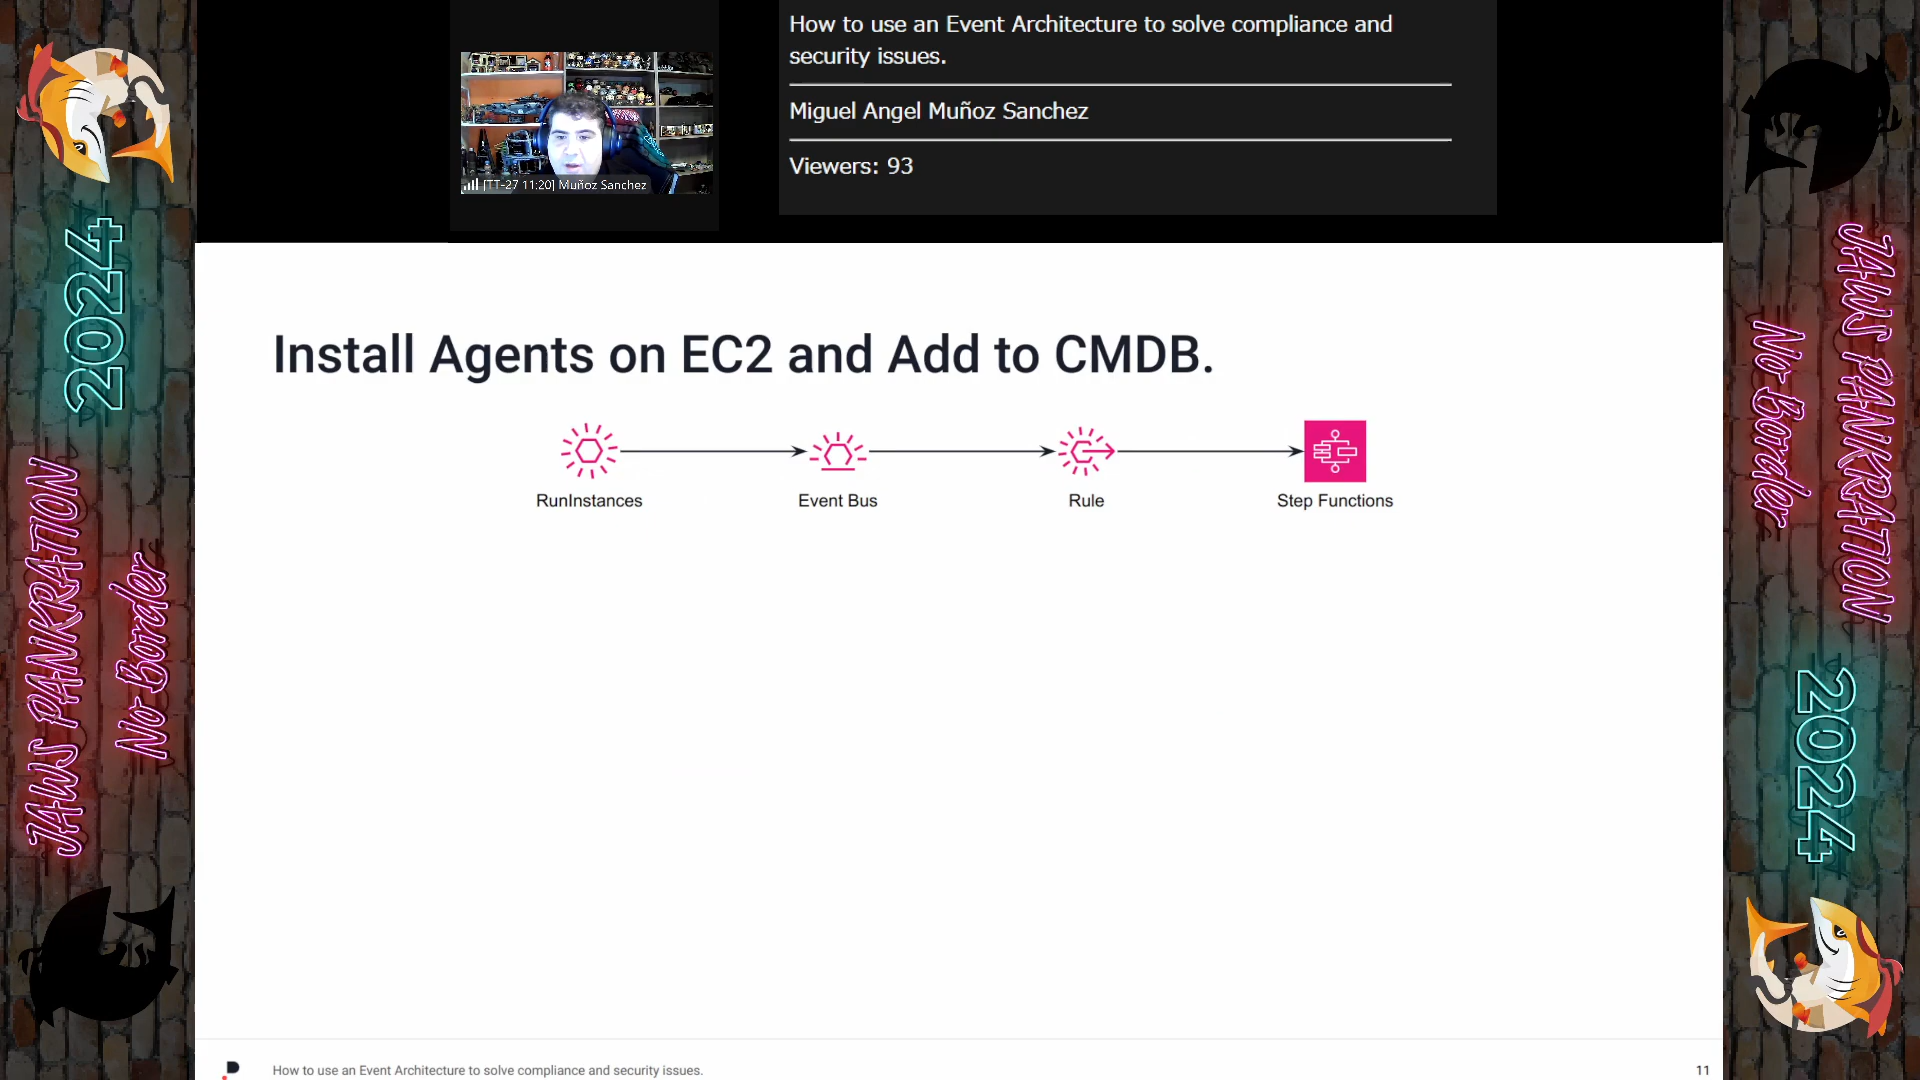 How to use an Event Architecture to solve compliance and
security issues.
Miguel Angel Muñoz Sanchez
Viewers: 93
[TT-27 11:20] Muñoz Sanchez
Install Agents on EC2 and Add to CMDB.
RunInstances
Event Bus
Rule
Step Functions
How to use an Event Architecture to solve compliance and security issues.
11
2024
JAWS PANKRATION
No Border
JAWS PANKRATION
No Border
2024